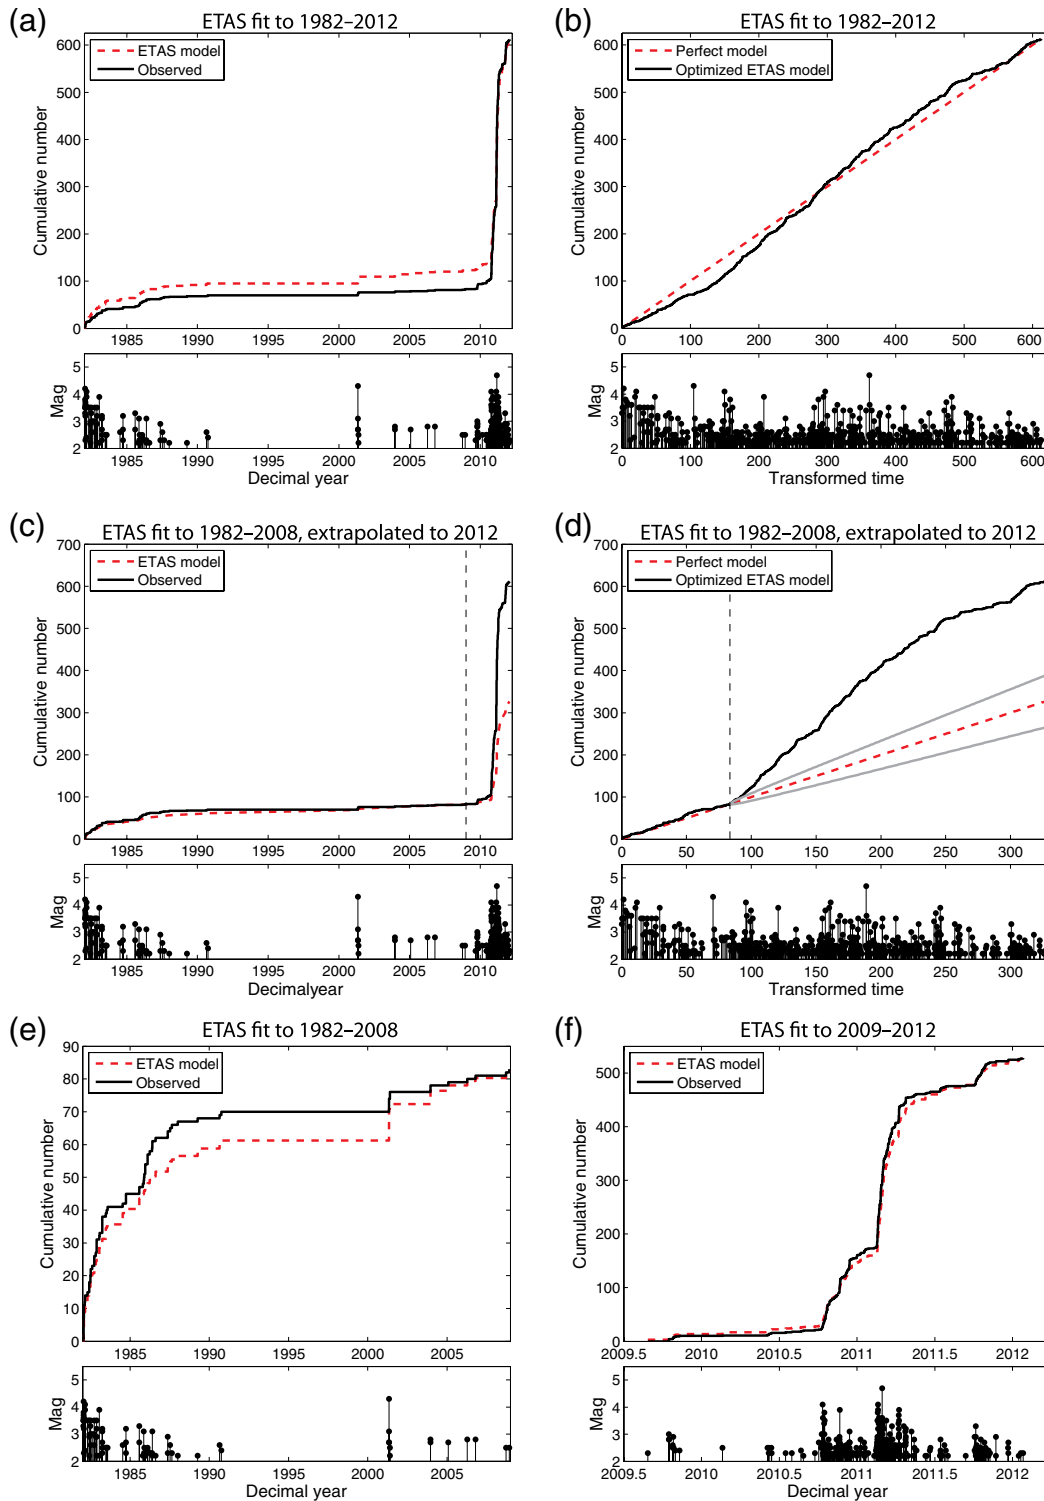 (a) ETAS fit to 1982–2012
ETAS model
Observed
Cumulative number
600
500
400
300
200
100
0
1985 1990 1995 2000 2005 2010
Mag
5
4
3
2
1985 1990 1995 2000 2005 2010
Decimal year
(b) ETAS fit to 1982–2012
Perfect model
Optimized ETAS model
Cumulative number
600
500
400
300
200
100
0
0 100 200 300 400 500 600
Mag
5
4
3
2
0 100 200 300 400 500 600
Transformed time
(c) ETAS fit to 1982–2008, extrapolated to 2012
ETAS model
Observed
Cumulative number
700
600
500
400
300
200
100
0
1985 1990 1995 2000 2005 2010
Mag
5
4
3
2
1985 1990 1995 2000 2005 2010
Decimalyear
(d) ETAS fit to 1982–2008, extrapolated to 2012
Perfect model
Optimized ETAS model
Cumulative number
700
600
500
400
300
200
100
0
0 50 100 150 200 250 300
Mag
5
4
3
2
0 50 100 150 200 250 300
Transformed time
(e) ETAS fit to 1982–2008
ETAS model
Observed
Cumulative number
90
80
70
60
50
40
30
20
10
0
1985 1990 1995 2000 2005
Mag
5
4
3
2
1985 1990 1995 2000 2005
Decimal year
(f) ETAS fit to 2009–2012
ETAS model
Observed
Cumulative number
500
400
300
200
100
0
2009.5 2010 2010.5 2011 2011.5 2012
Mag
5
4
3
2
2009.5 2010 2010.5 2011 2011.5 2012
Decimal year